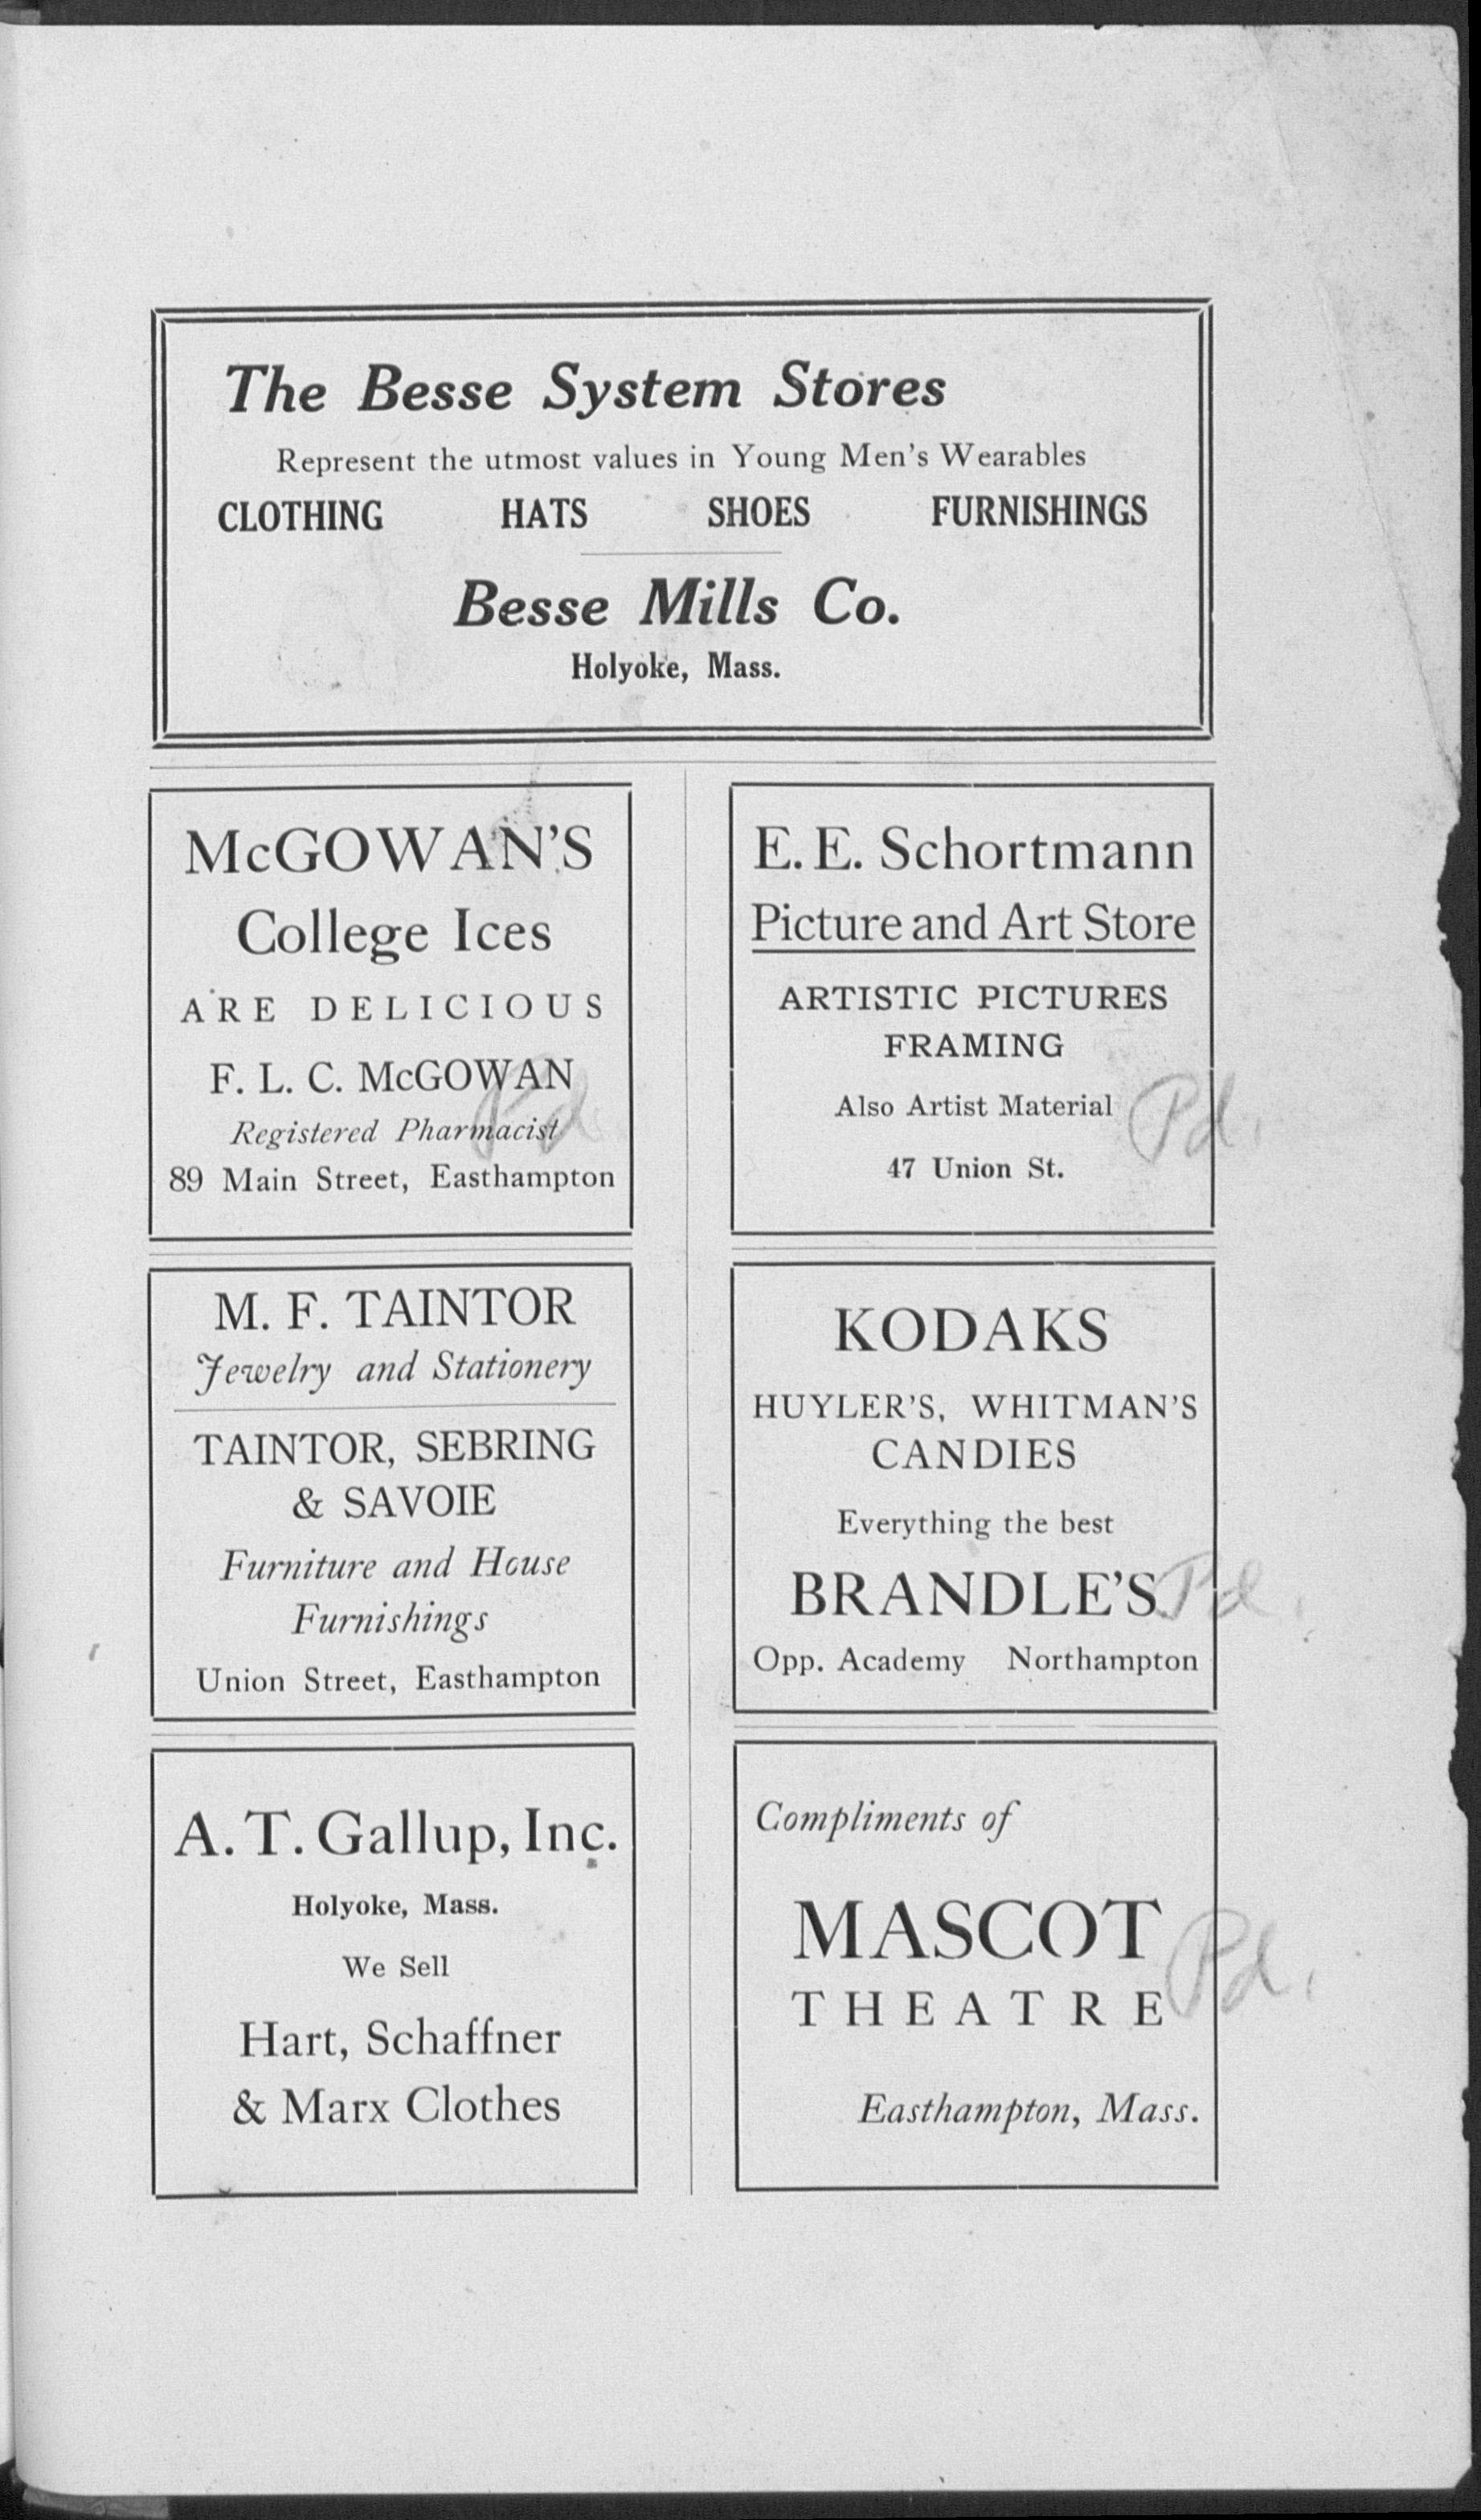 The Besse System Stores
Represent the utmost values in Young Men's Wearables
CLOTHING HATS SHOES FURNISHINGS
Besse Mills Co.
Holyoke, Mass.
McGOWAN'S
College Ices
ARE DELICIOUS
F. L. C. McGOWAN
Registered Pharmacist
Pd
89 Main Street, Easthampton
E. E. Schortmann
Picture and Art Store
ARTISTIC PICTURES
FRAMING
Also Artist Material
Pd.
47 Union St.
M. F. TAINTOR
Jewelry and Stationery
TAINTOR, SEBRING
& SAVOIE
Furniture and House
Furnishings
Union Street, Easthampton
KODAKS
HUYLER'S, WHITMAN'S
CANDIES
Everything the best
BRANDLE'S
Pd.
Opp. Academy Northampton
A. T. Gallup, Inc.
Holyoke, Mass.
We Sell
Hart, Schaffner
& Marx Clothes
Compliments of
MASCOT
THEATRE
Pd.
Easthampton, Mass.